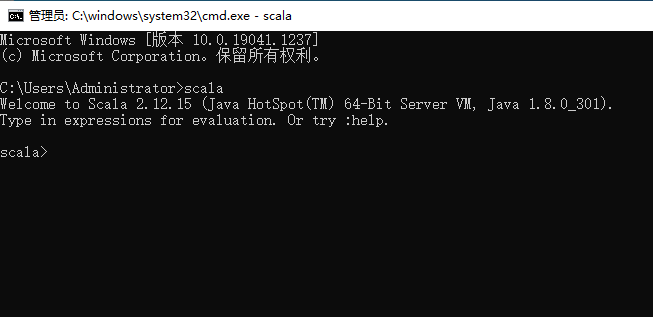 管理员: C:\windows\system32\cmd.exe - scala
Microsoft Windows [版本 10.0.19041.1237]
(c) Microsoft Corporation。保留所有权利。
C:\Users\Administrator>scala
Welcome to Scala 2.12.15 (Java HotSpot(TM) 64-Bit Server VM, Java 1.8.0_301).
Type in expressions for evaluation. Or try :help.
scala>